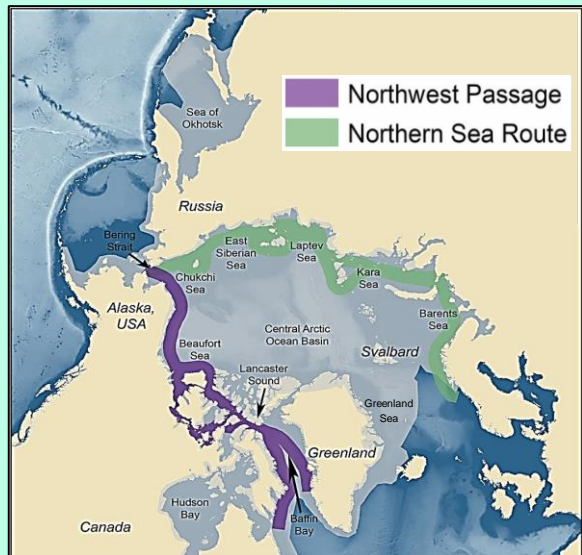 Northwest Passage
Northern Sea Route
Sea of
Okhotsk
Russia
Bering
Strait
East
Siberian
Sea
Laptev
Sea
Chukchi
Sea
Kara
Sea
Alaska,
USA
Barents
Sea
Beaufort
Sea
Central Arctic
Ocean Basin
Svalbard
Lancaster
Sound
Greenland
Sea
Greenland
Hudson
Bay
Baffin
Bay
Canada